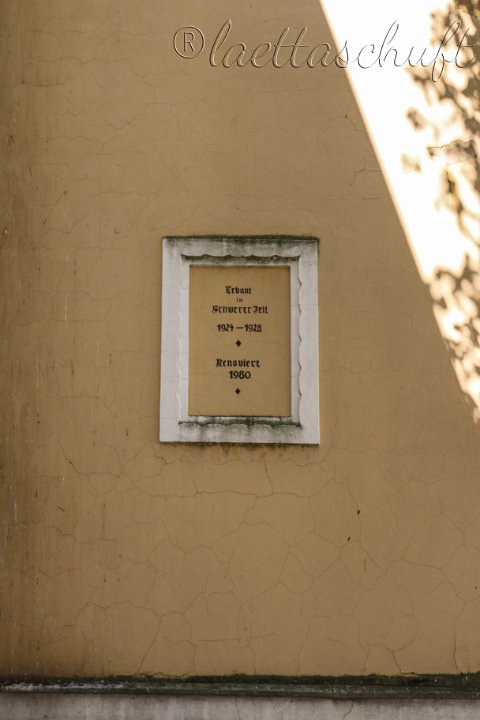 ®laettaschuft
Erbaut
in
Schwerer Zeit
1924 – 1928
Renoviert
1980